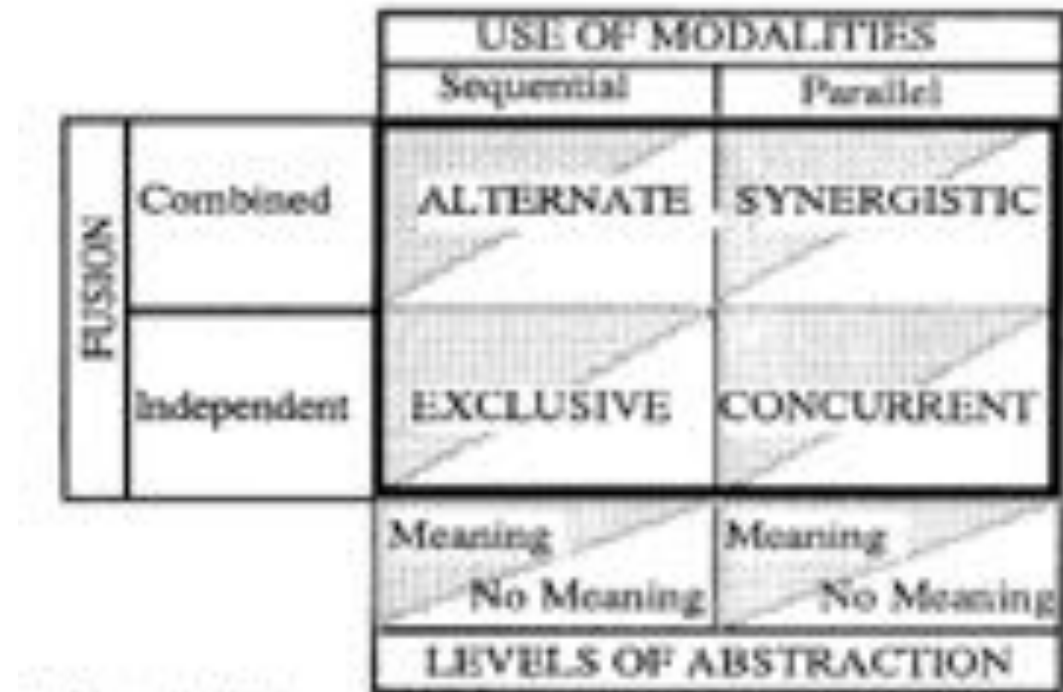 USE OF MODALITIES
Sequential Parallel
FUSION
Combined ALTERNATE SYNERGISTIC
Independent EXCLUSIVE CONCURRENT
Meaning Meaning
No Meaning No Meaning
LEVELS OF ABSTRACTION